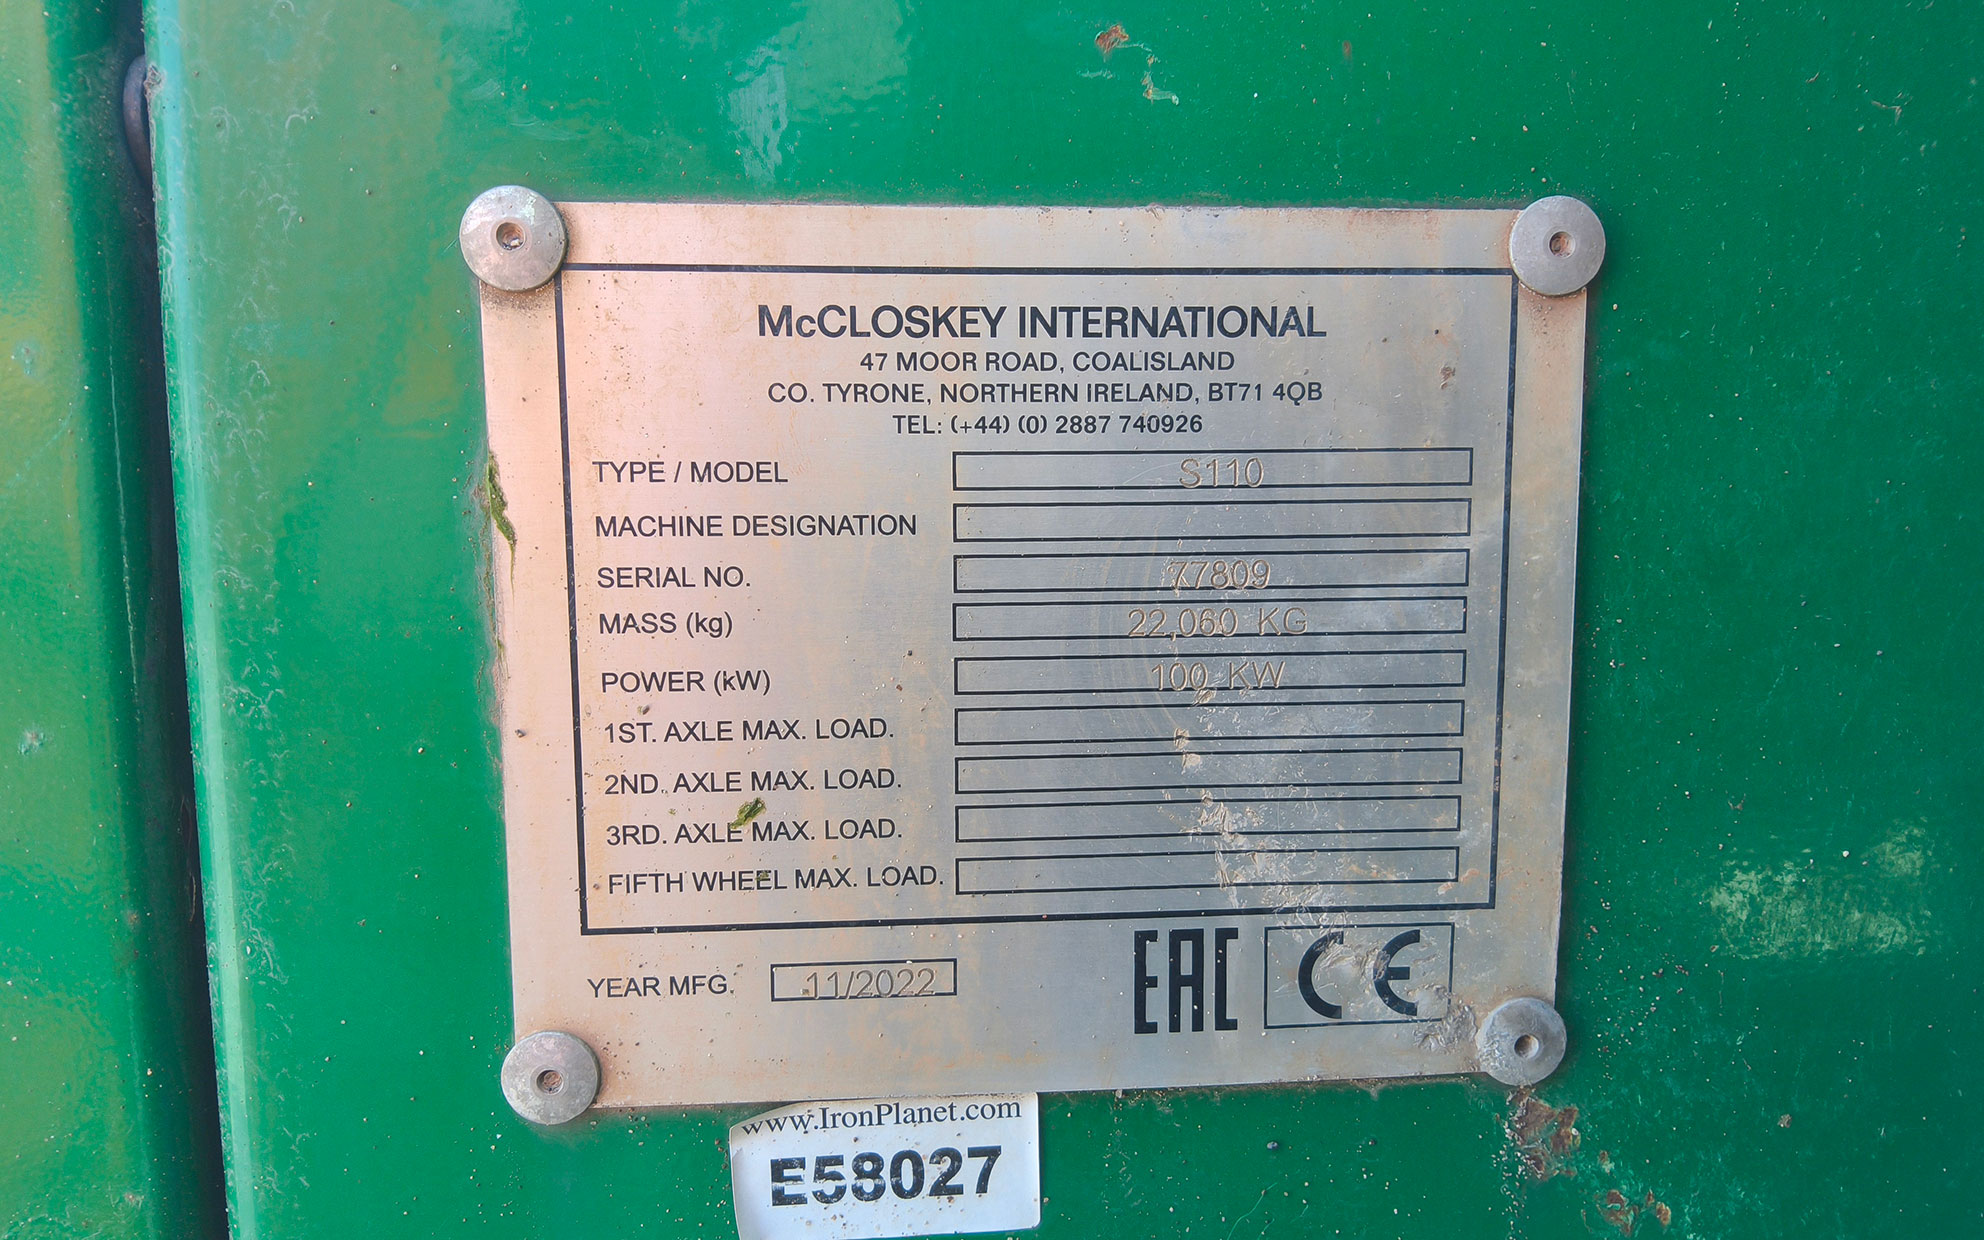 McCLOSKEY INTERNATIONAL
47 MOOR ROAD, COALISLAND
CO. TYRONE, NORTHERN IRELAND, BT71 4QB
TEL: (+44) (0) 2887 740926
TYPE / MODEL S110
MACHINE DESIGNATION
SERIAL NO. 77809
MASS (kg) 22,060 KG
POWER (kW) 100 KW
1ST. AXLE MAX. LOAD.
2ND. AXLE MAX. LOAD.
3RD. AXLE MAX. LOAD.
FIFTH WHEEL MAX. LOAD.
YEAR MFG. 11/2022 EAC CE
www.IronPlanet.com
E58027